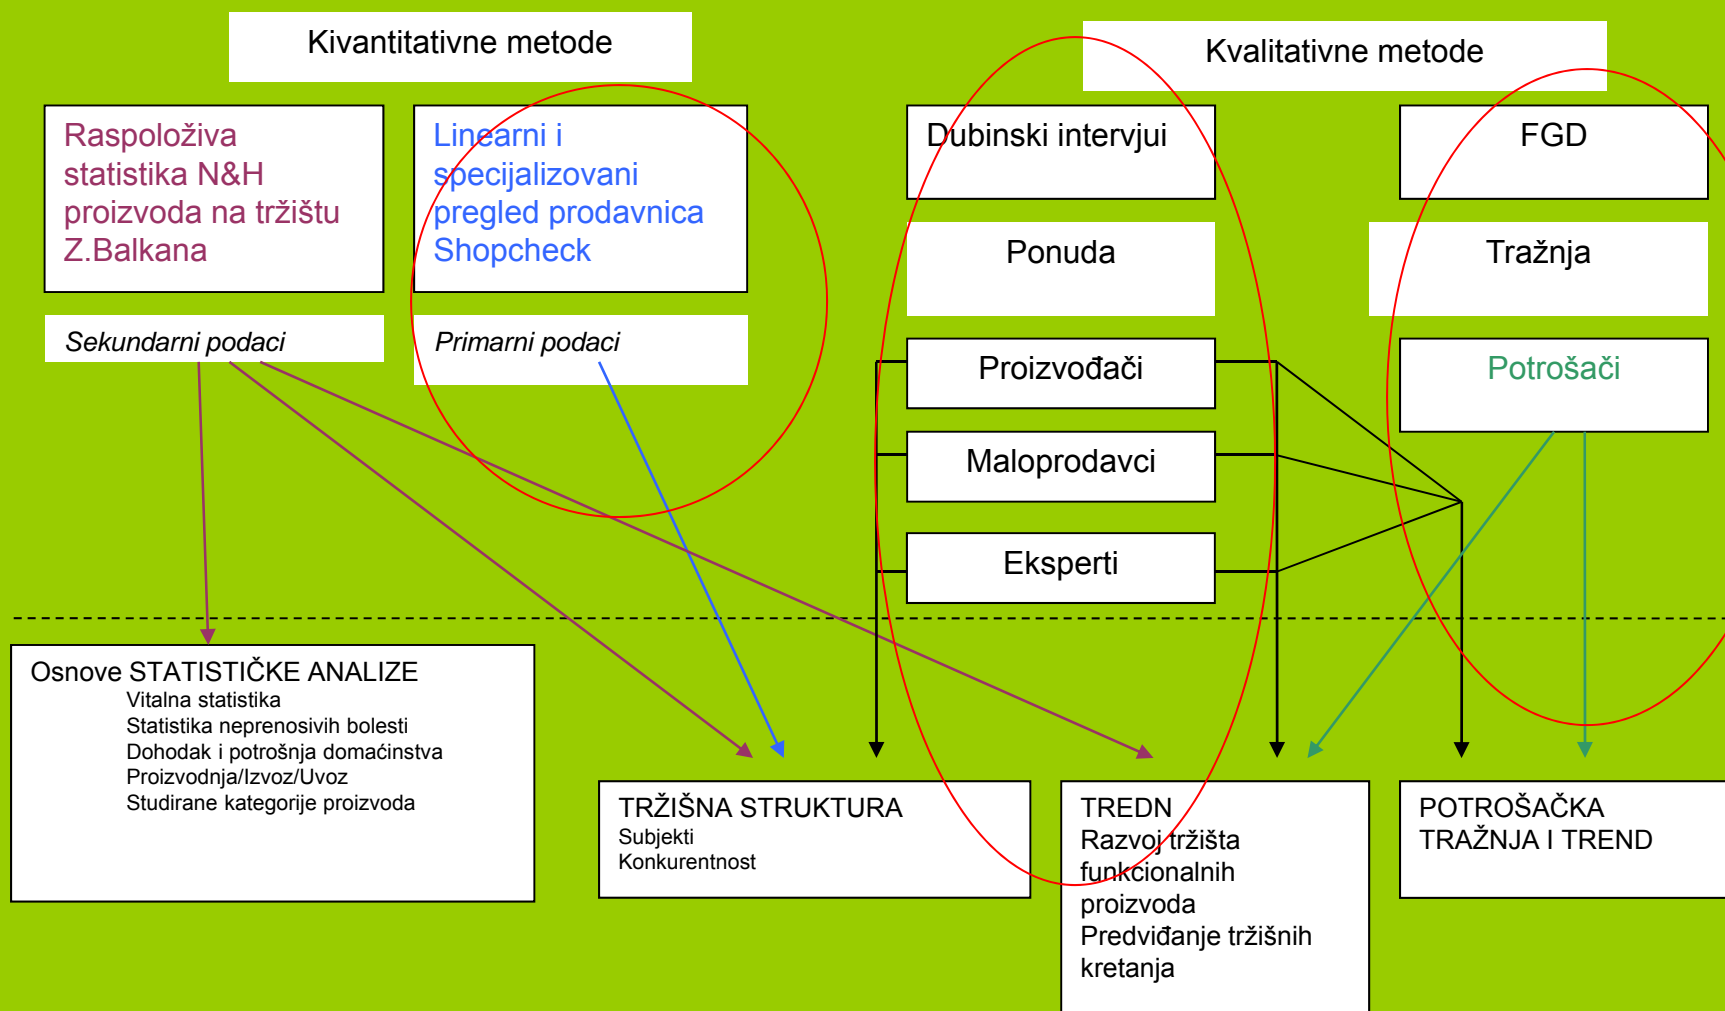 Kivantitativne metode
Kvalitativne metode
Raspoloživa
statistika N&H
proizvoda na tržištu
Z.Balkana
Linearni i
specijalizovani
pregled prodavnica
Shopcheck
Dubinski intervjui
FGD
Ponuda
Tražnja
Sekundarni podaci
Primarni podaci
Proizvođači
Potrošači
Maloprodavci
Eksperti
Osnove STATISTIČKE ANALIZE
Vitalna statistika
Statistika neprenosivih bolesti
Dohodak i potrošnja domaćinstva
Proizvodnja/Izvoz/Uvoz
Studirane kategorije proizvoda
TRŽIŠNA STRUKTURA
Subjekti
Konkurentnost
TREDN
Razvoj tržišta
funkcionalnih
proizvoda
Predviđanje tržišnih
kretanja
POTROŠAČKA
TRAŽNJA I TREND